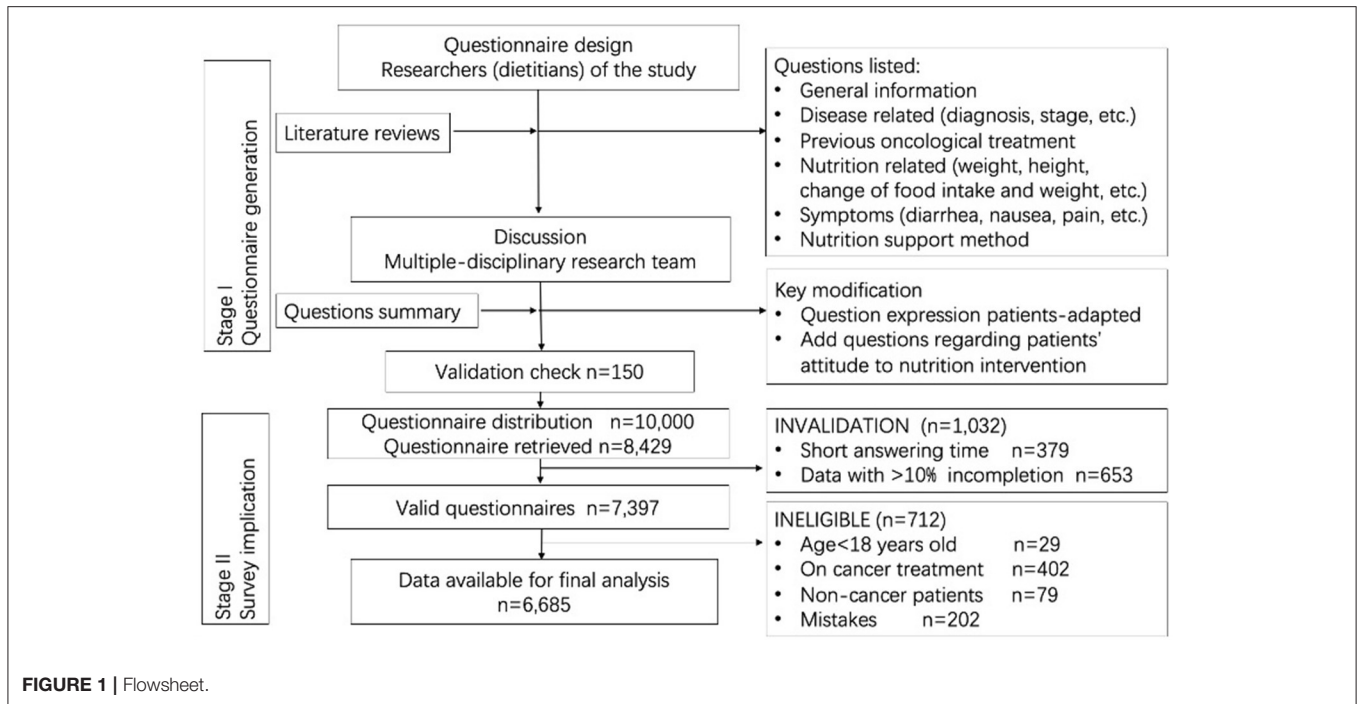 Questionnaire design
Researchers (dietitians) of the study
Stage I
Questionnaire generation
Literature reviews
Questions listed:
• General information
• Disease related (diagnosis, stage, etc.)
• Previous oncological treatment
• Nutrition related (weight, height,
change of food intake and weight, etc.)
• Symptoms (diarrhea, nausea, pain, etc.)
• Nutrition support method
Discussion
Multiple-disciplinary research team
Questions summary
Key modification
• Question expression patients-adapted
• Add questions regarding patients'
attitude to nutrition intervention
Validation check n=150
Stage II
Survey implication
Questionnaire distribution n=10,000
Questionnaire retrieved n=8,429
INVALIDATION (n=1,032)
• Short answering time n=379
• Data with >10% incompletion n=653
Valid questionnaires n=7,397
INELIGIBLE (n=712)
• Age<18 years old n=29
• On cancer treatment n=402
• Non-cancer patients n=79
• Mistakes n=202
Data available for final analysis
n=6,685
FIGURE 1 | Flowsheet.